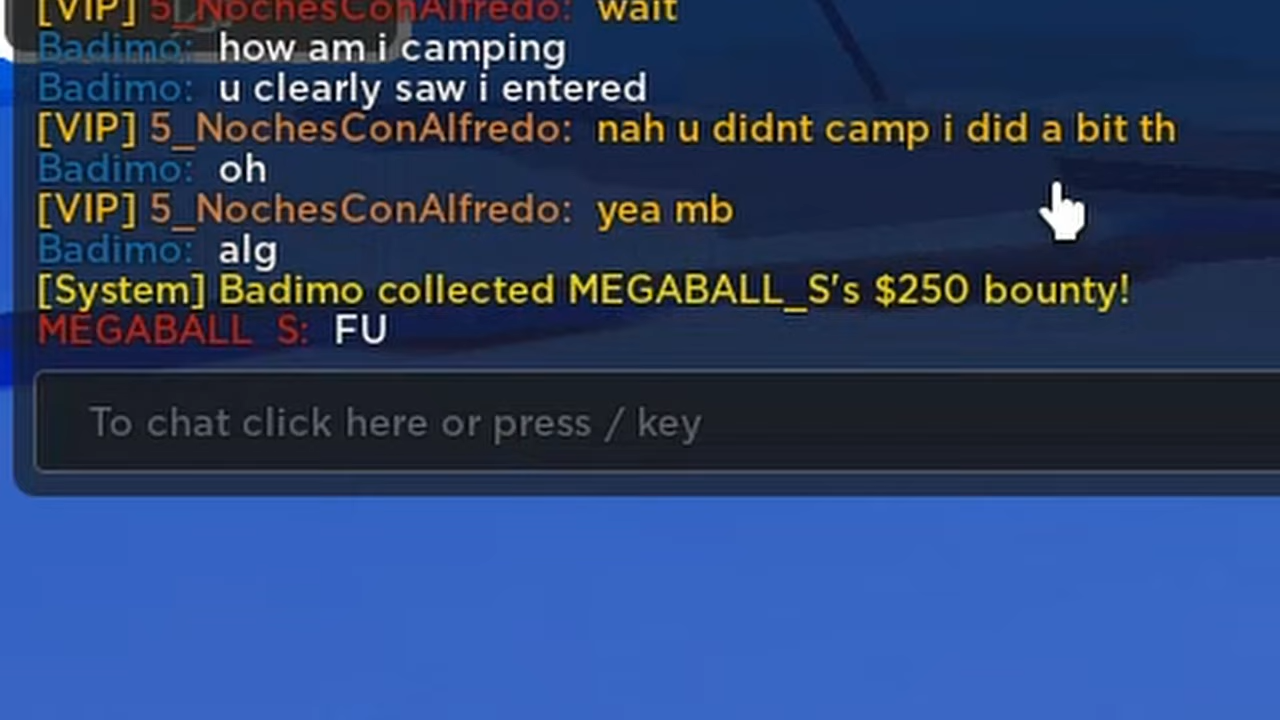 [VIP] 5_NochesConAlfredo: wait
Badimo: how am i camping
Badimo: u clearly saw i entered
[VIP] 5_NochesConAlfredo: nah u didnt camp i did a bit th
Badimo: oh
[VIP] 5_NochesConAlfredo: yea mb
Badimo: alg
[System] Badimo collected MEGABALL_S's $250 bounty!
MEGABALL_S: FU
To chat click here or press / key